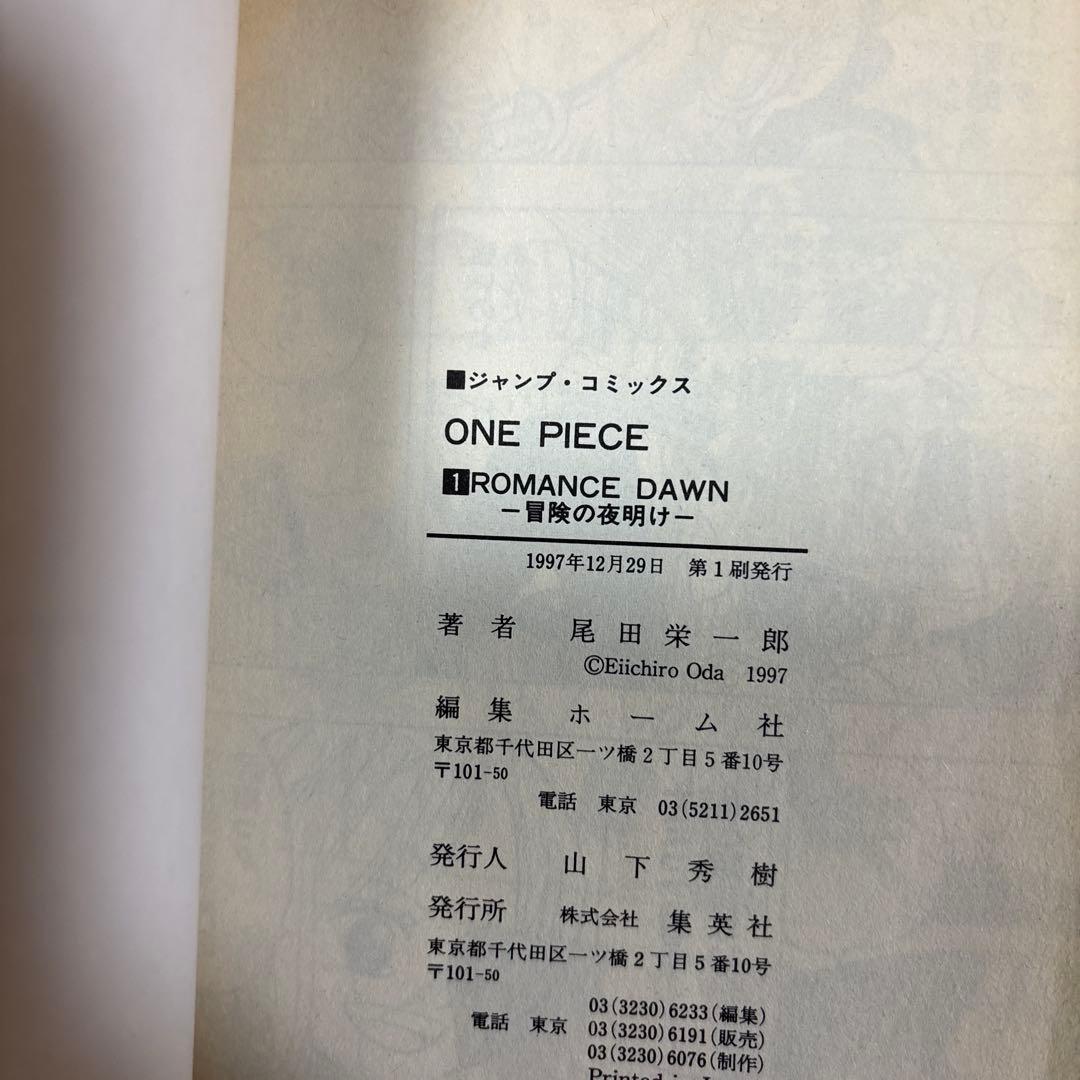 ■ジャンプ・コミックス
ONE PIECE
1 ROMANCE DAWN
－冒険の夜明け－
1997年12月29日　第1刷発行
著者　尾田栄一郎
©Eiichiro Oda 1997
編集　ホーム社
東京都千代田区一ツ橋2丁目5番10号
〒101-50
電話　東京　03(5211)2651
発行人　山下秀樹
発行所　株式会社　集英社
東京都千代田区一ツ橋2丁目5番10号
〒101-50
03(3230)6233(編集)
電話　東京　03(3230)6191(販売)
03(3230)6076(制作)
Printed in